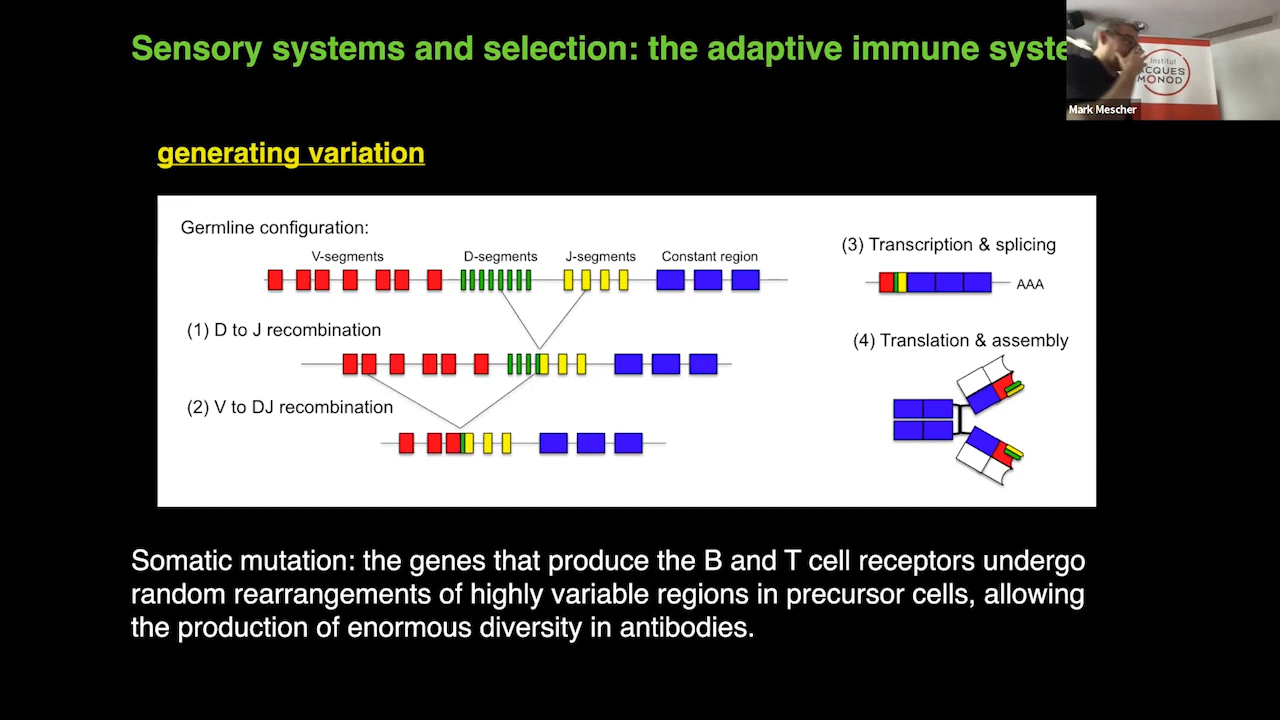 Sensory systems and selection: the adaptive immune syste
Institut
JACQUES
MONOD
Mark Mescher
generating variation
Germline configuration:
V-segments D-segments J-segments Constant region
(1) D to J recombination
(2) V to DJ recombination
(3) Transcription & splicing
AAA
(4) Translation & assembly
Somatic mutation: the genes that produce the B and T cell receptors undergo
random rearrangements of highly variable regions in precursor cells, allowing
the production of enormous diversity in antibodies.